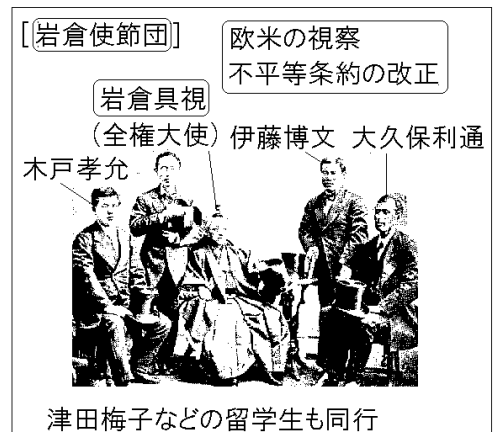 [岩倉使節団]
欧米の視察
不平等条約の改正
岩倉具視
(全権大使)
伊藤博文
大久保利通
木戸孝允
津田梅子などの留学生も同行